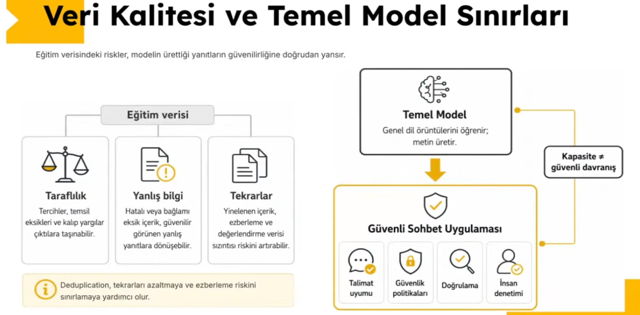 Veri Kalitesi ve Temel Model Sınırları
Eğitim verisindeki riskler, modelin ürettiği yanıtların güvenilirliğine doğrudan yansır.
Eğitim verisi
Taraflılık
Tercihler, temsil
eksikleri ve kalıp yargılar
çıktılara taşınabilir.
Yanlış bilgi
Hatalı veya bağlamı
eksik içerik, güvenilir
görünen yanlış
yanıtlara dönüşebilir.
Tekrarlar
Yinelenen içerik,
ezberleme ve
değerlendirme verisi
sızıntısı riskini artırabilir.
Deduplication, tekrarları azaltmaya ve ezberleme riskini
sınırlamaya yardımcı olur.
Temel Model
Genel dil örüntülerini öğrenir;
metin üretir.
Kapasite ≠
güvenli davranış
Güvenli Sohbet Uygulaması
Talimat
uyumu
Güvenlik
politikaları
Doğrulama
İnsan
denetimi